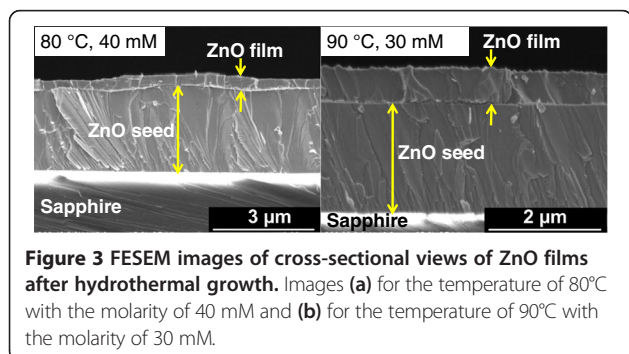 80 °C, 40 mM
ZnO film
ZnO seed
Sapphire
3 µm
90 °C, 30 mM
ZnO film
ZnO seed
Sapphire
2 µm
Figure 3 FESEM images of cross-sectional views of ZnO films
after hydrothermal growth. Images (a) for the temperature of 80°C
with the molarity of 40 mM and (b) for the temperature of 90°C with
the molarity of 30 mM.